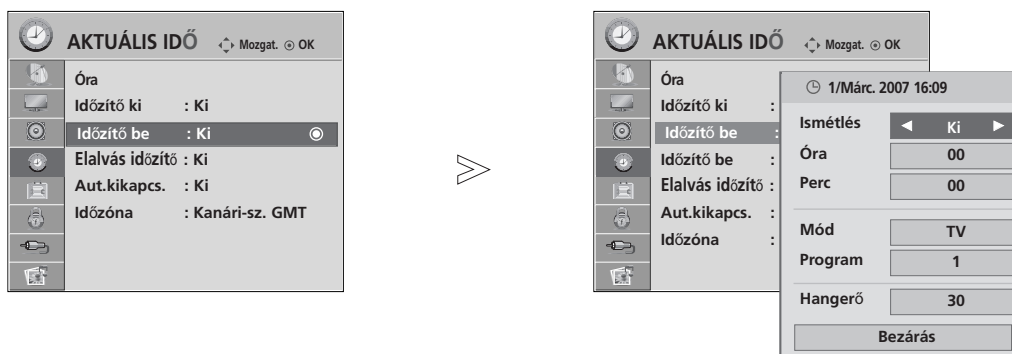 AKTUÁLIS IDŐ Mozgat. OK
Óra
Időzítő ki : Ki
Időzítő be : Ki
Elalvás időzítő : Ki
Aut.kikapcs. : Ki
Időzóna : Kanári-sz. GMT
AKTUÁLIS IDŐ Mozgat. OK
Óra
Időzítő ki :
Időzítő be :
Időzítő be :
Elalvás időzítő :
Aut.kikapcs. :
Időzóna :
1/Márc. 2007 16:09
Ismétlés ◄ Ki ►
Óra 00
Perc 00
Mód TV
Program 1
Hangerő 30
Bezárás